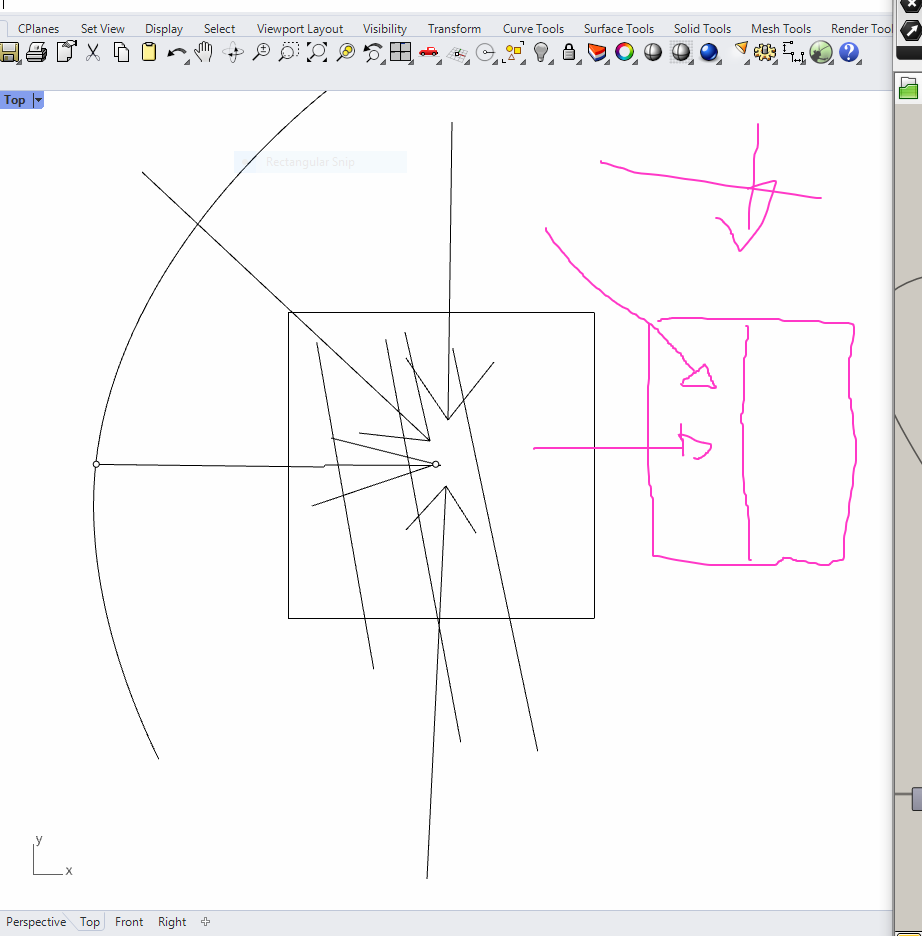 CPlanes Set View Display Select Viewport Layout Visibility Transform Curve Tools Surface Tools Solid Tools Mesh Tools Render Tool
Top
Rectangular Snip
y
x
Perspective Top Front Right